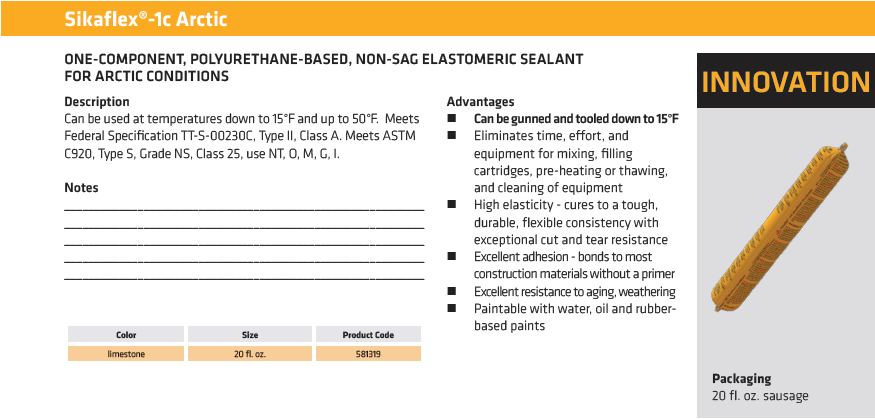 Sikaflex®-1c Arctic
ONE-COMPONENT, POLYURETHANE-BASED, NON-SAG ELASTOMERIC SEALANT
FOR ARCTIC CONDITIONS
Description
Can be used at temperatures down to 15°F and up to 50°F. Meets
Federal Specification TT-S-00230C, Type II, Class A. Meets ASTM
C920, Type S, Grade NS, Class 25, use NT, O, M, G, I.
Notes
Color Size Product Code
limestone 20 fl. oz. 581319
Advantages
■ Can be gunned and tooled down to 15°F
■ Eliminates time, effort, and
equipment for mixing, filling
cartridges, pre-heating or thawing,
and cleaning of equipment
■ High elasticity - cures to a tough,
durable, flexible consistency with
exceptional cut and tear resistance
■ Excellent adhesion - bonds to most
construction materials without a primer
■ Excellent resistance to aging, weathering
■ Paintable with water, oil and rubber-
based paints
INNOVATION
Packaging
20 fl. oz. sausage